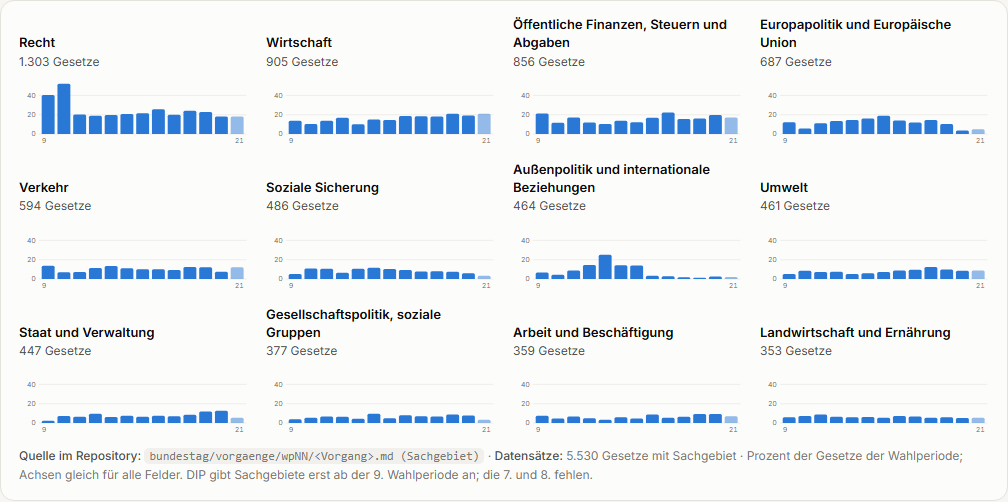 Recht
1.303 Gesetze
40
20
0
9
21
Wirtschaft
905 Gesetze
40
20
0
9
21
Öffentliche Finanzen, Steuern und
Abgaben
856 Gesetze
40
20
0
9
21
Europapolitik und Europäische
Union
687 Gesetze
40
20
0
9
21
Verkehr
594 Gesetze
40
20
0
9
21
Soziale Sicherung
486 Gesetze
40
20
0
9
21
Außenpolitik und internationale
Beziehungen
464 Gesetze
40
20
0
9
21
Umwelt
461 Gesetze
40
20
0
9
21
Staat und Verwaltung
447 Gesetze
40
20
0
9
21
Gesellschaftspolitik, soziale
Gruppen
377 Gesetze
40
20
0
9
21
Arbeit und Beschäftigung
359 Gesetze
40
20
0
9
21
Landwirtschaft und Ernährung
353 Gesetze
40
20
0
9
21
Quelle im Repository: bundestag/vorgaenge/wpNN/<Vorgang>.md (Sachgebiet) · Datensätze: 5.530 Gesetze mit Sachgebiet · Prozent der Gesetze der Wahlperiode;
Achsen gleich für alle Felder. DIP gibt Sachgebiete erst ab der 9. Wahlperiode an; die 7. und 8. fehlen.